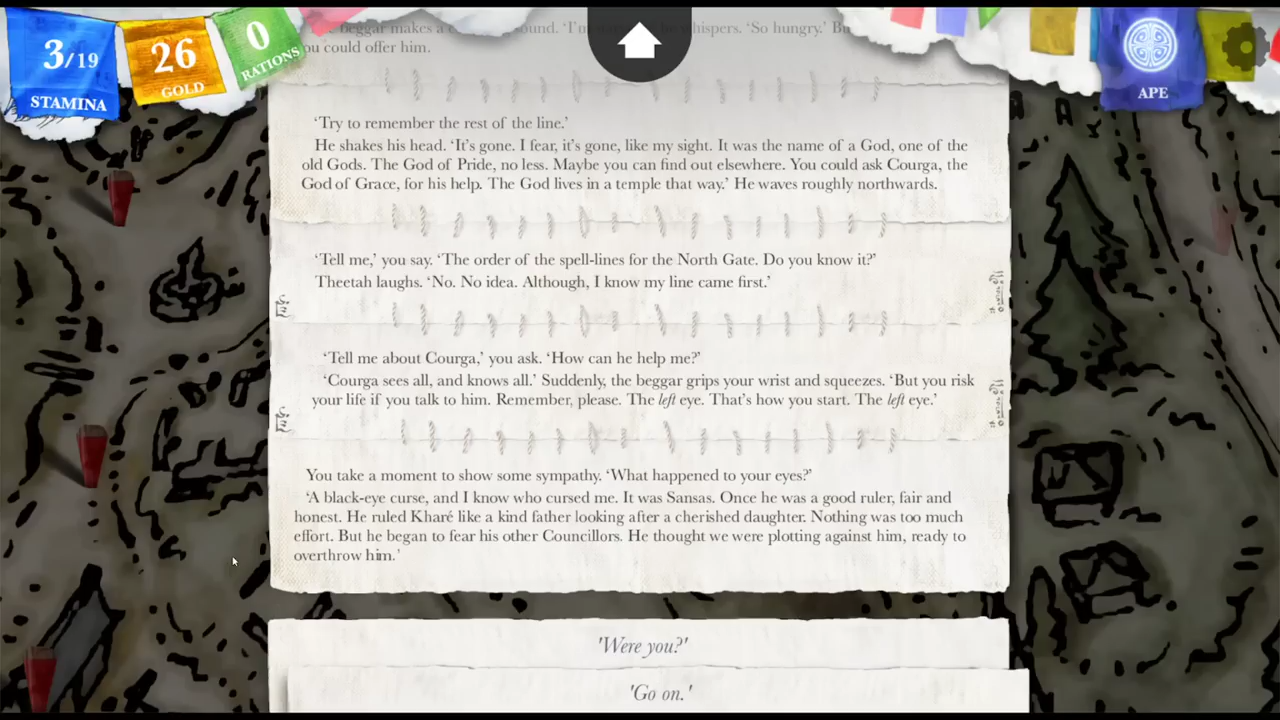 3/19
STAMINA
26
GOLD
0
RATIONS
APE
beggar makes a
ound. 'I'm
he whispers. 'So hungry.' Bu
ou could offer him.
'Try to remember the rest of the line.'
He shakes his head. 'It's gone. I fear, it's gone, like my sight. It was the name of a God, one of the
old Gods. The God of Pride, no less. Maybe you can find out elsewhere. You could ask Courga, the
God of Grace, for his help. The God lives in a temple that way.' He waves roughly northwards.
'Tell me,' you say. 'The order of the spell-lines for the North Gate. Do you know it?'
Theetah laughs. 'No. No idea. Although, I know my line came first.'
'Tell me about Courga,' you ask. 'How can he help me?'
'Courga sees all, and knows all.' Suddenly, the beggar grips your wrist and squeezes. 'But you risk
your life if you talk to him. Remember, please. The left eye. That's how you start. The left eye.'
You take a moment to show some sympathy. 'What happened to your eyes?'
'A black-eye curse, and I know who cursed me. It was Sansas. Once he was a good ruler, fair and
honest. He ruled Kharé like a kind father looking after a cherished daughter. Nothing was too much
effort. But he began to fear his other Councillors. He thought we were plotting against him, ready to
overthrow him.'
'Were you?'
'Go on.'